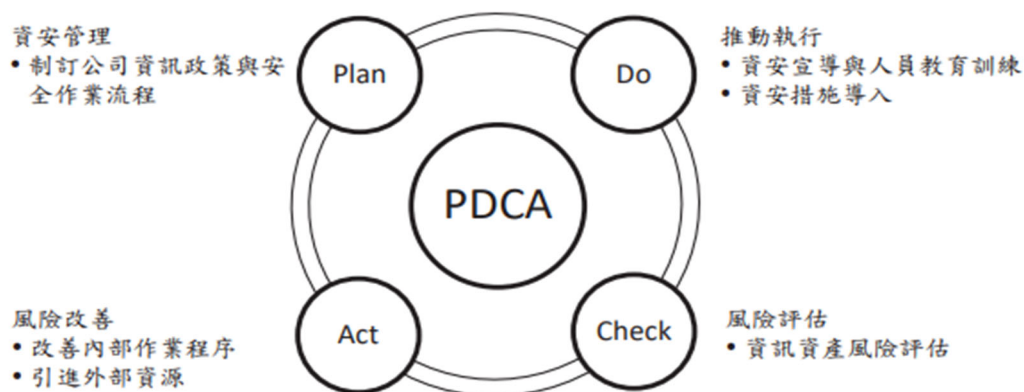 資安管理
• 制訂公司資訊政策與安
全作業流程
Plan
Do
推動執行
• 資安宣導與人員教育訓練
• 資安措施導入
PDCA
風險改善
• 改善內部作業程序
• 引進外部資源
Act
Check
風險評估
• 資訊資產風險評估